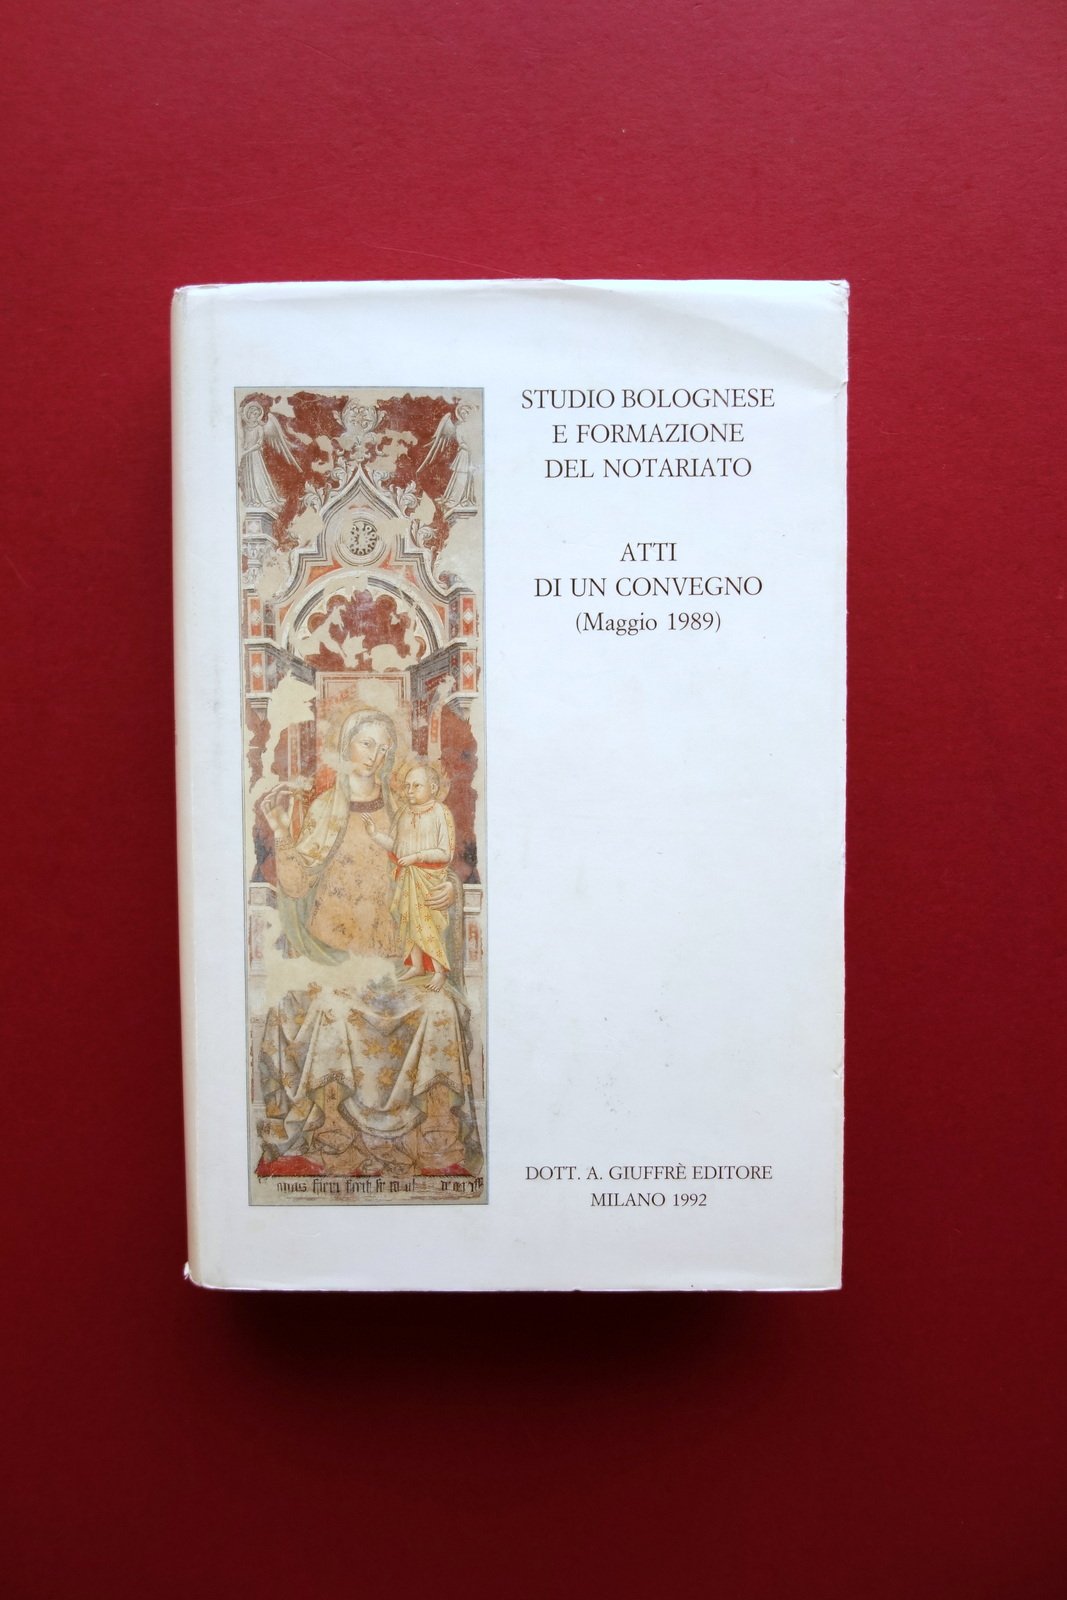 STUDIO BOLOGNESE
E FORMAZIONE
DEL NOTARIATO
ATTI
DI UN CONVEGNO
(Maggio 1989)
DOTT. A. GIUFFRÈ EDITORE
MILANO 1992